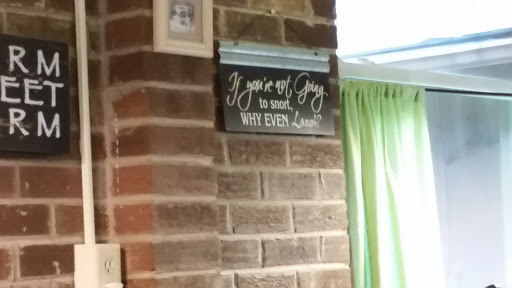 RM
EET
RM
If you're not Going
to snort,
WHY EVEN Laugh?